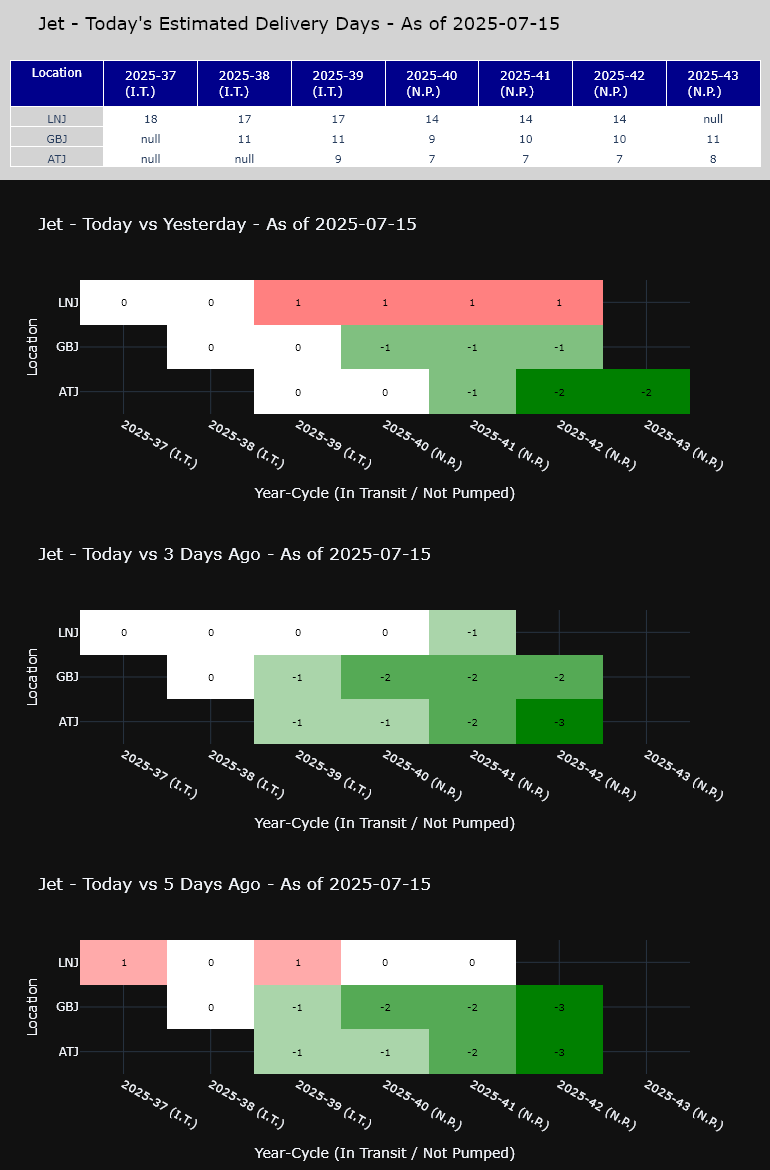 Jet - Today's Estimated Delivery Days - As of 2025-07-15
Location 2025-37 (I.T.) 2025-38 (I.T.) 2025-39 (I.T.) 2025-40 (N.P.) 2025-41 (N.P.) 2025-42 (N.P.) 2025-43 (N.P.)
LNJ 18 17 17 14 14 14 null
GBJ null 11 11 9 10 10 11
ATJ null null 9 7 7 7 8
Jet - Today vs Yesterday - As of 2025-07-15
Location
LNJ 0 0 1 1 1 1
GBJ 0 0 -1 -1 -1
ATJ 0 0 -1 -2 -2
2025-37 (I.T.) 2025-38 (I.T.) 2025-39 (I.T.) 2025-40 (N.P.) 2025-41 (N.P.) 2025-42 (N.P.) 2025-43 (N.P.)
Year-Cycle (In Transit / Not Pumped)
Jet - Today vs 3 Days Ago - As of 2025-07-15
Location
LNJ 0 0 0 0 -1
GBJ 0 -1 -2 -2 -2
ATJ -1 -1 -2 -3
2025-37 (I.T.) 2025-38 (I.T.) 2025-39 (I.T.) 2025-40 (N.P.) 2025-41 (N.P.) 2025-42 (N.P.) 2025-43 (N.P.)
Year-Cycle (In Transit / Not Pumped)
Jet - Today vs 5 Days Ago - As of 2025-07-15
Location
LNJ 1 0 1 0 0
GBJ 0 -1 -2 -2 -3
ATJ -1 -1 -2 -3
2025-37 (I.T.) 2025-38 (I.T.) 2025-39 (I.T.) 2025-40 (N.P.) 2025-41 (N.P.) 2025-42 (N.P.) 2025-43 (N.P.)
Year-Cycle (In Transit / Not Pumped)